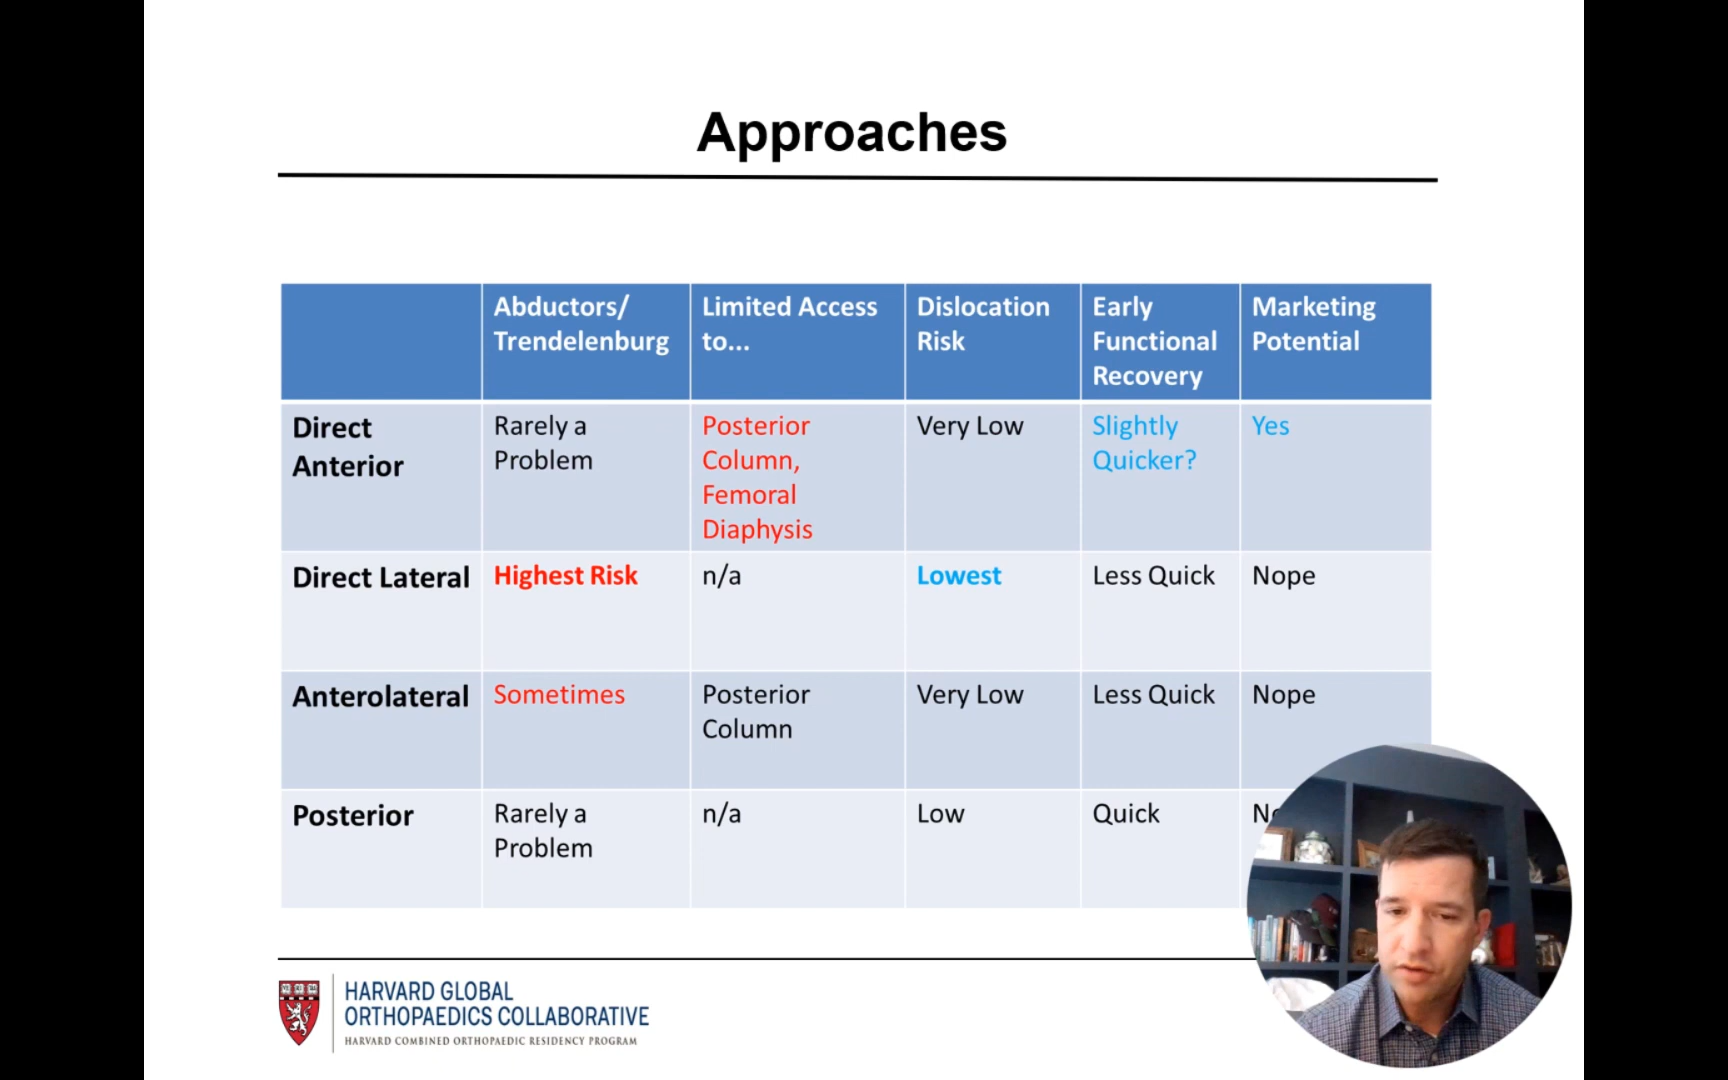 Approaches
Abductors/
Trendelenburg
Limited Access
to...
Dislocation
Risk
Early
Functional
Recovery
Marketing
Potential
Direct
Anterior
Rarely a
Problem
Posterior
Column,
Femoral
Diaphysis
Very Low
Slightly
Quicker?
Yes
Direct Lateral
Highest Risk
n/a
Lowest
Less Quick
Nope
Anterolateral
Sometimes
Posterior
Column
Very Low
Less Quick
Nope
Posterior
Rarely a
Problem
n/a
Low
Quick
HARVARD GLOBAL
ORTHOPAEDICS COLLABORATIVE
HARVARD COMBINED ORTHOPAEDIC RESIDENCY PROGRAM